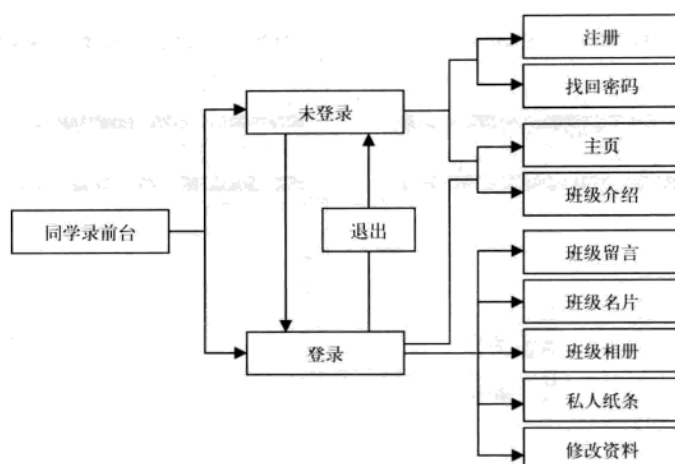 注册
找回密码
未登录
主页
班级介绍
同学录前台
退出
班级留言
班级名片
登录
班级相册
私人纸条
修改资料